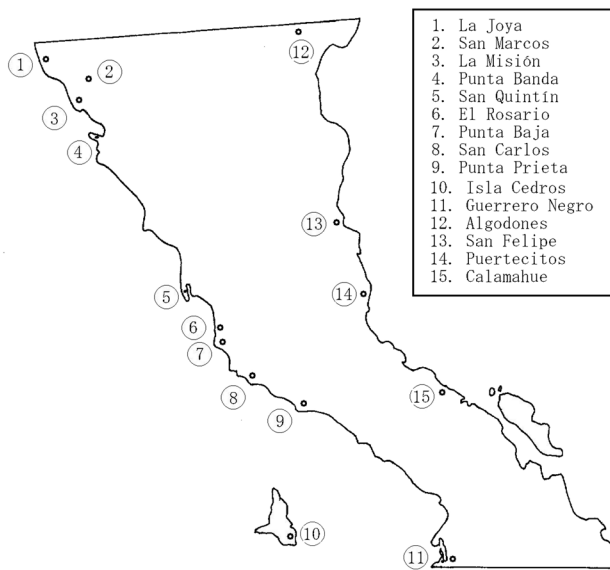 1. La Joya
2. San Marcos
3. La Misión
4. Punta Banda
5. San Quintín
6. El Rosario
7. Punta Baja
8. San Carlos
9. Punta Prieta
10. Isla Cedros
11. Guerrero Negro
12. Algodones
13. San Felipe
14. Puertecitos
15. Calamahue
12
1
2
3
4
13
5
14
6
7
8
15
9
10
11